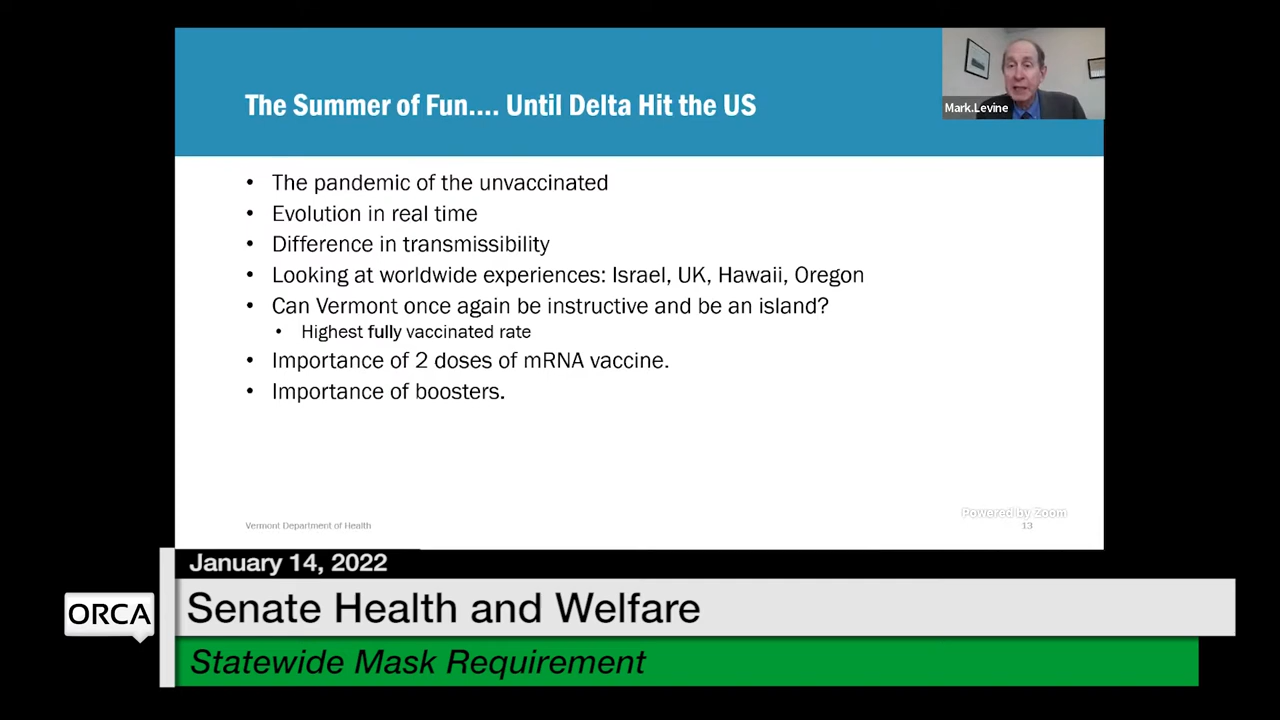 The Summer of Fun.... Until Delta Hit the US
Mark.Levine
• The pandemic of the unvaccinated
• Evolution in real time
• Difference in transmissibility
• Looking at worldwide experiences: Israel, UK, Hawaii, Oregon
• Can Vermont once again be instructive and be an island?
• Highest fully vaccinated rate
• Importance of 2 doses of mRNA vaccine.
• Importance of boosters.
Powered by Zoom
Vermont Department of Health
13
January 14, 2022
ORCA
Senate Health and Welfare
Statewide Mask Requirement